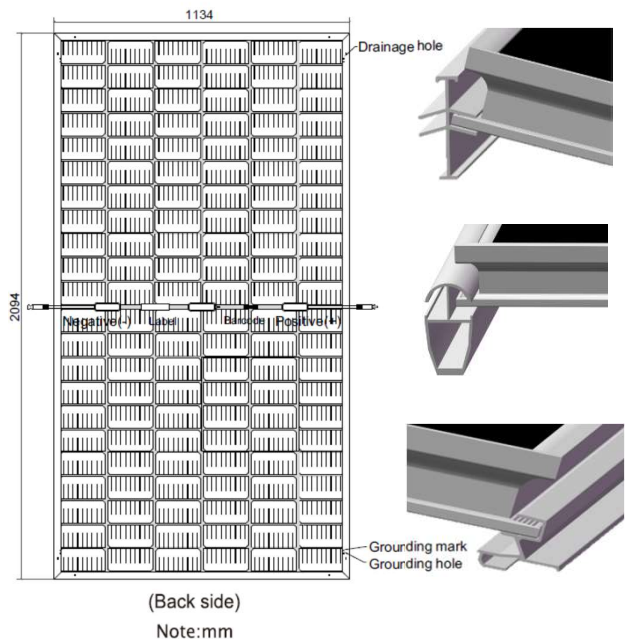 1134
Drainage hole
2094
Negative(-) Label Barcode Positive(+)
Grounding mark
Grounding hole
(Back side)
Note:mm